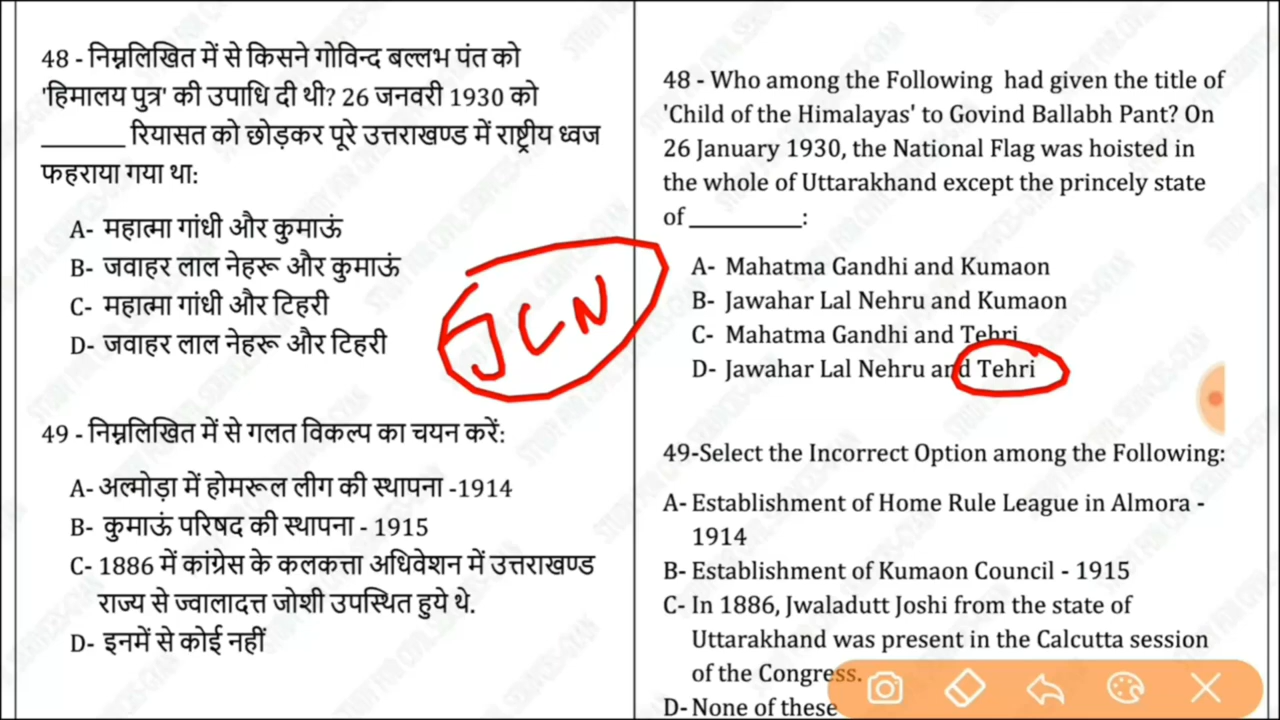 48 - निम्नलिखित में से किसने गोविन्द बल्लभ पंत को
'हिमालय पुत्र' की उपाधि दी थी? 26 जनवरी 1930 को
________ रियासत को छोड़कर पूरे उत्तराखण्ड में राष्ट्रीय ध्वज
फहराया गया था:
A- महात्मा गांधी और कुमाऊं
B- जवाहर लाल नेहरू और कुमाऊं
C- महात्मा गांधी और टिहरी
D- जवाहर लाल नेहरू और टिहरी
49 - निम्नलिखित में से गलत विकल्प का चयन करें:
A- अल्मोड़ा में होमरूल लीग की स्थापना -1914
B- कुमाऊं परिषद की स्थापना - 1915
C- 1886 में कांग्रेस के कलकत्ता अधिवेशन में उत्तराखण्ड
राज्य से ज्वालादत्त जोशी उपस्थित हुये थे.
D- इनमें से कोई नहीं
JLN
48 - Who among the Following had given the title of
'Child of the Himalayas' to Govind Ballabh Pant? On
26 January 1930, the National Flag was hoisted in
the whole of Uttarakhand except the princely state
of __________:
A- Mahatma Gandhi and Kumaon
B- Jawahar Lal Nehru and Kumaon
C- Mahatma Gandhi and Tehri
D- Jawahar Lal Nehru and Tehri
49-Select the Incorrect Option among the Following:
A- Establishment of Home Rule League in Almora -
1914
B- Establishment of Kumaon Council - 1915
C- In 1886, Jwaladutt Joshi from the state of
Uttarakhand was present in the Calcutta session
of the Congress.
D- None of these